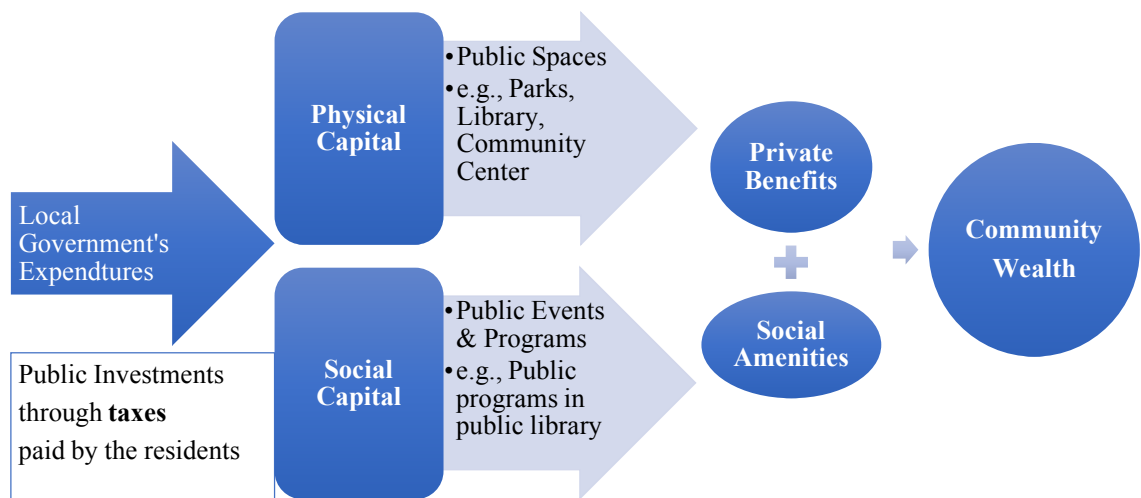 Local
Government's
Expendtures
Public Investments
through taxes
paid by the residents
Physical
Capital
•Public Spaces
•e.g., Parks,
Library,
Community
Center
Social
Capital
•Public Events
& Programs
•e.g., Public
programs in
public library
Private
Benefits
Social
Amenities
Community
Wealth